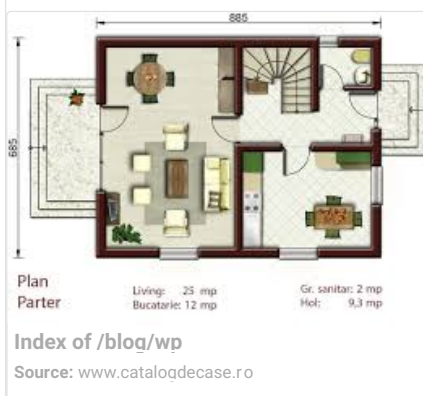 885
685
Plan
Parter
Living: 25 mp
Bucatarie: 12 mp
Gr. sanitar: 2 mp
Hol: 9,3 mp
Index of /blog/wp
Source: www.catalogdecase.ro